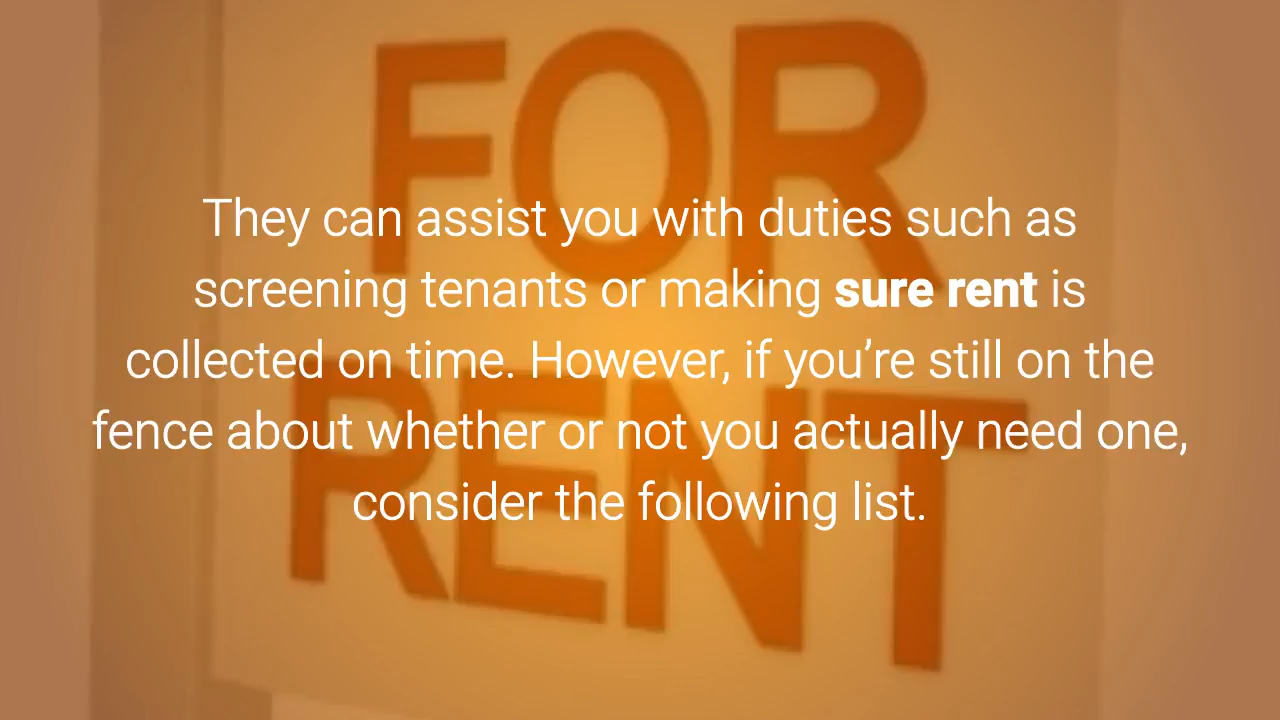 FOR
RENT
They can assist you with duties such as
screening tenants or making sure rent is
collected on time. However, if you’re still on the
fence about whether or not you actually need one,
consider the following list.